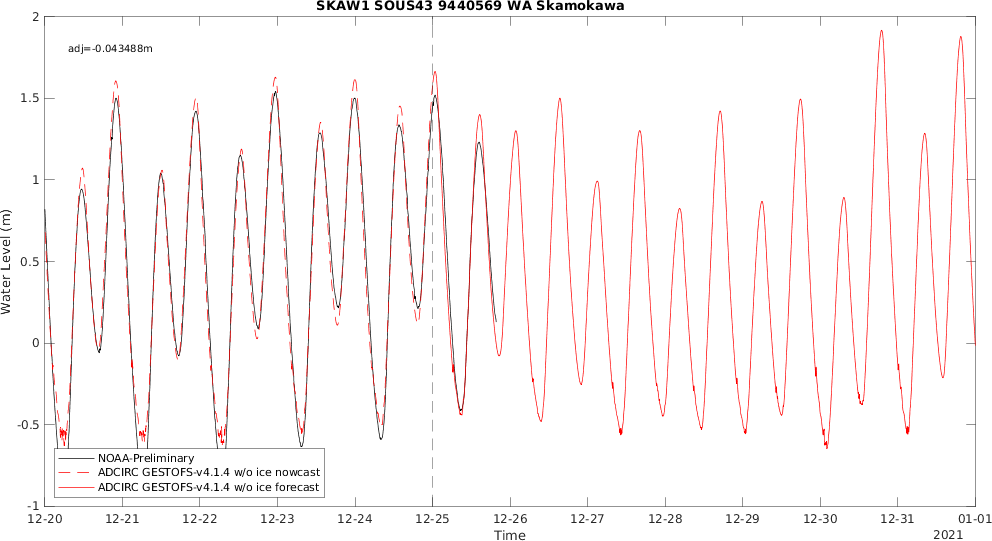 SKAW1 SOUS43 9440569 WA Skamokawa
adj=-0.043488m
Water Level (m)
2
1.5
1
0.5
0
-0.5
-1
NOAA-Preliminary
ADCIRC GESTOFS-v4.1.4 w/o ice nowcast
ADCIRC GESTOFS-v4.1.4 w/o ice forecast
12-20 12-21 12-22 12-23 12-24 12-25 12-26 12-27 12-28 12-29 12-30 12-31 01-01
Time
2021